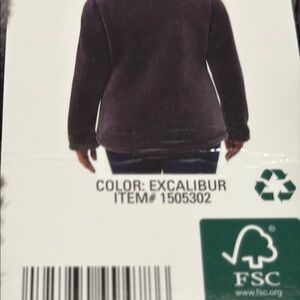 COLOR: EXCALIBUR
ITEM# 1505302
®
FSC
www.fsc.org